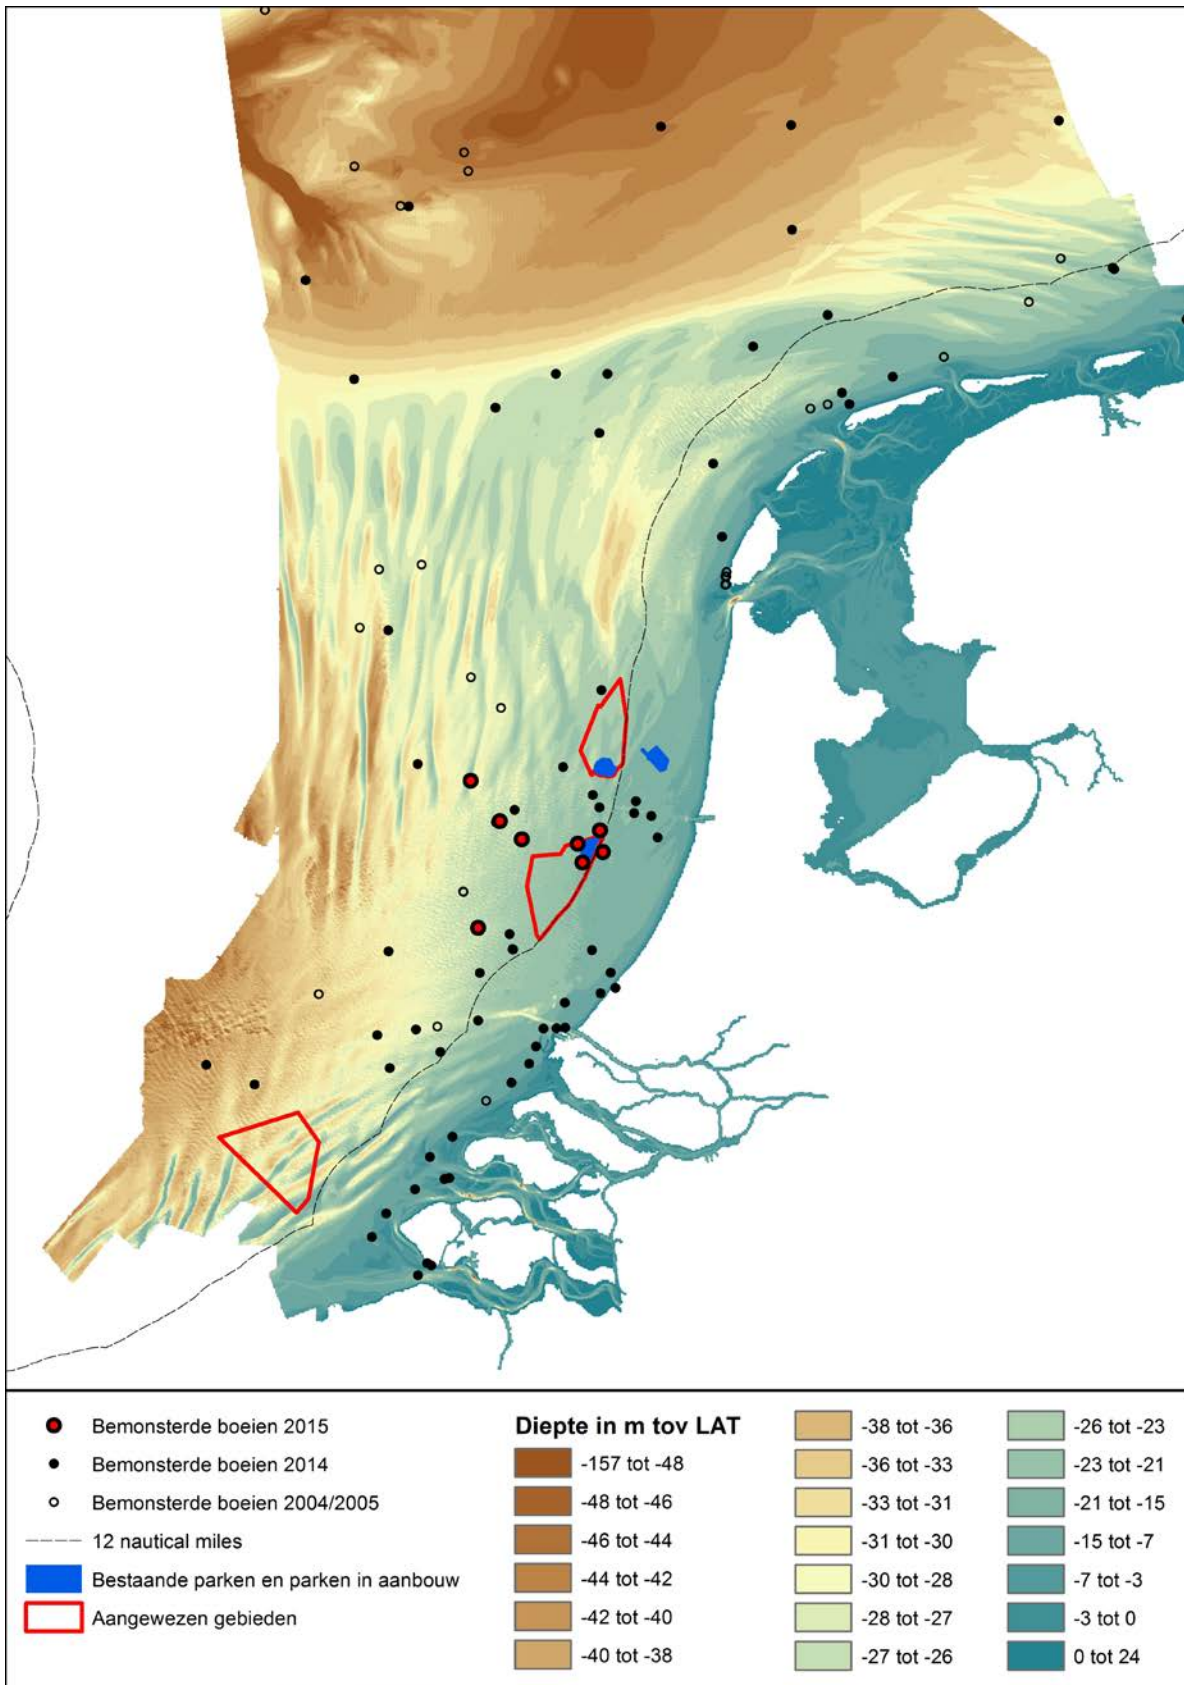 Bemonsterde boeien 2015
Bemonsterde boeien 2014
Bemonsterde boeien 2004/2005
12 nautical miles
Bestaande parken en parken in aanbouw
Aangewezen gebieden
Diepte in m tov LAT
-157 tot -48
-48 tot -46
-46 tot -44
-44 tot -42
-42 tot -40
-40 tot -38
-38 tot -36
-36 tot -33
-33 tot -31
-31 tot -30
-30 tot -28
-28 tot -27
-27 tot -26
-26 tot -23
-23 tot -21
-21 tot -15
-15 tot -7
-7 tot -3
-3 tot 0
0 tot 24